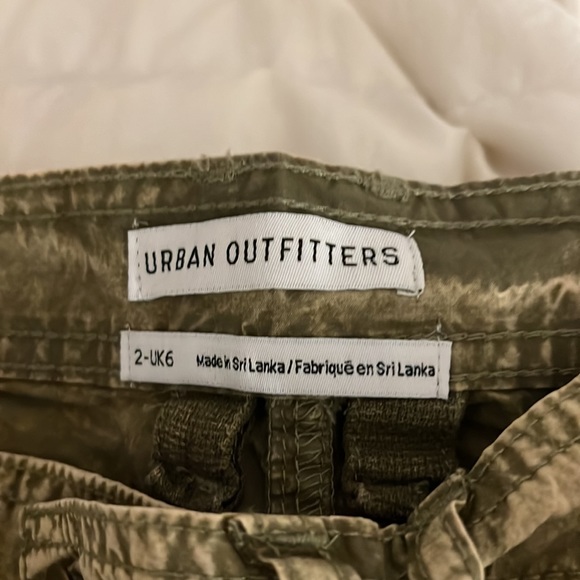 URBAN OUTFITTERS
2-UK6 Made in Sri Lanka / Fabriqué en Sri Lanka